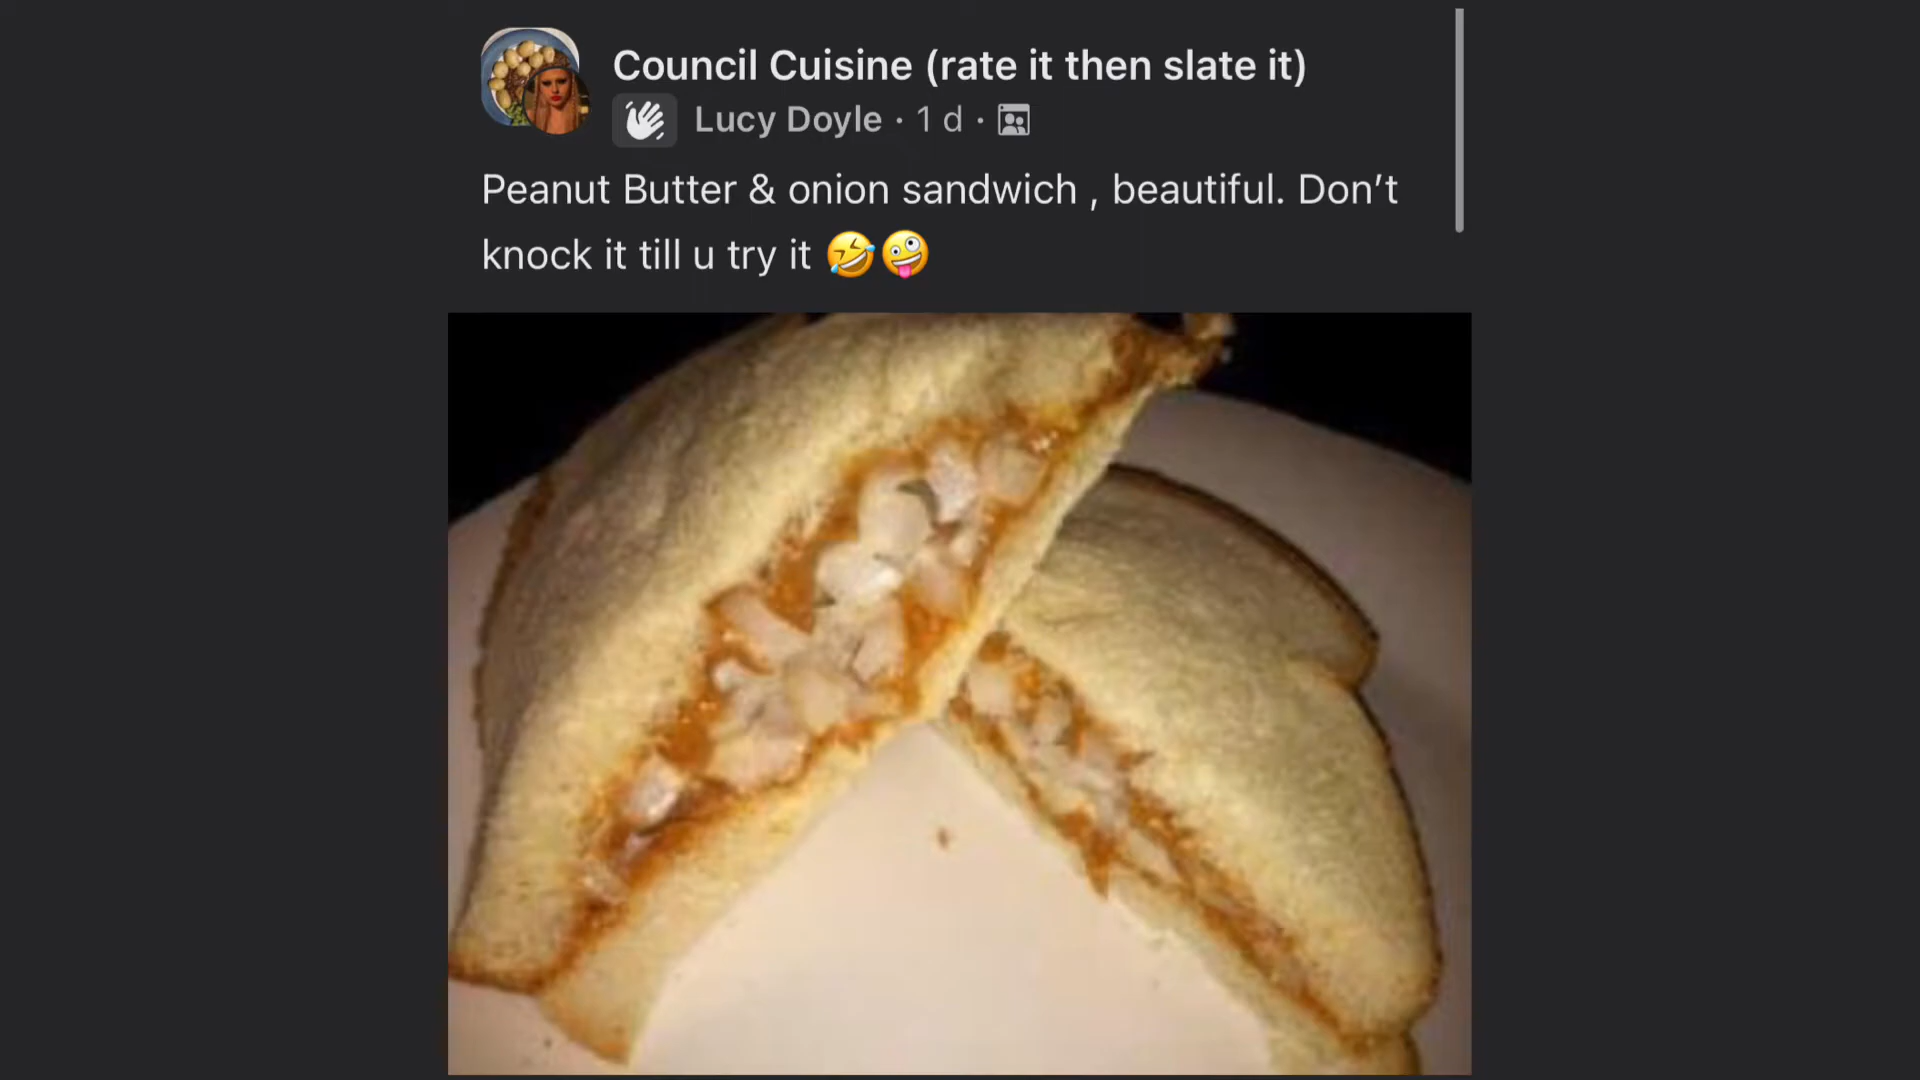 Council Cuisine (rate it then slate it)
Lucy Doyle · 1 d ·
Peanut Butter & onion sandwich , beautiful. Don’t
knock it till u try it 🤣🤪